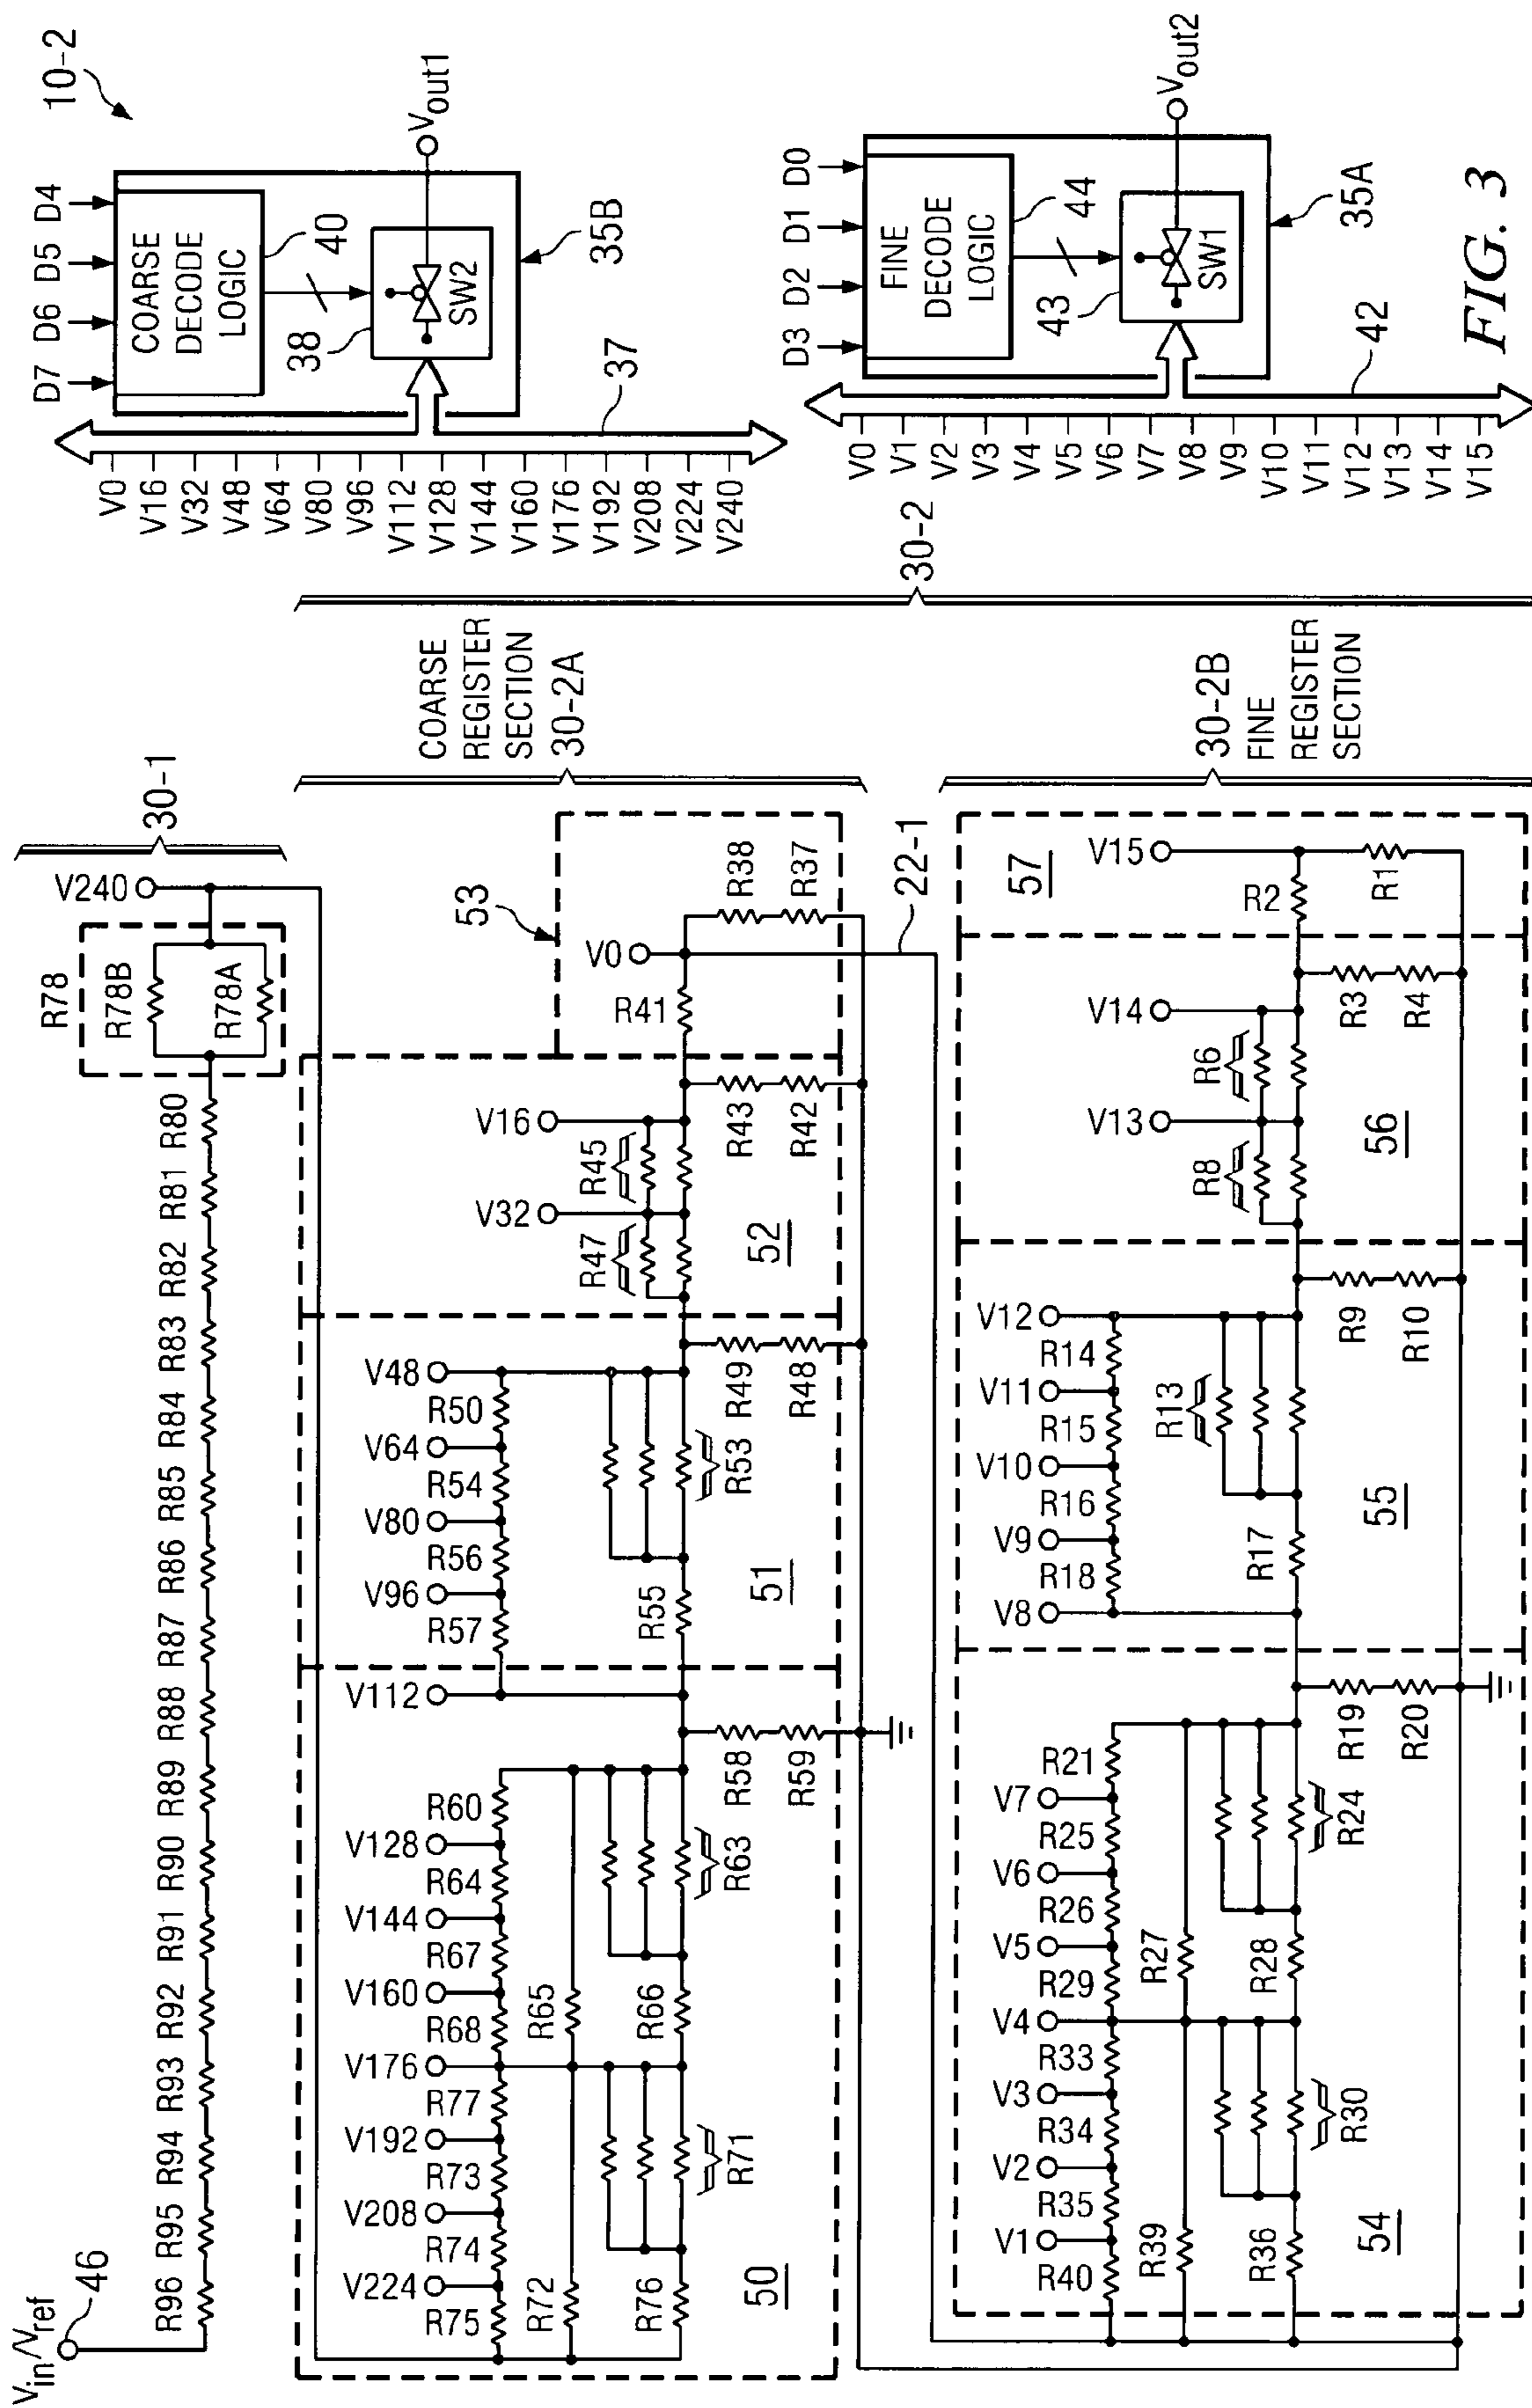 Vin/Vref
46
R96 R95 R94 R93 R92 R91 R90 R89 R88 R87 R86 R85 R84 R83 R82 R81 R80
R78
R78B
R78A
V240
30-1
10-2
D7 D6 D5 D4
COARSE
DECODE
LOGIC
40
38
SW2
Vout1
35B
37
V0
V16
V32
V48
V64
V80
V96
V112
V128
V144
V160
V176
V192
V208
V224
V240
COARSE
REGISTER
SECTION
30-2A
30-2
V224 V208 V192 V176 V160 V144 V128 V112 V96 V80 V64 V48 V32 V16 V0
R75 R74 R73 R77 R68 R67 R64 R60 R57 R56 R54 R50
R72 R65
R76 R71 R66 R63 R55 R53 R47 R45 R41
R59
R58
R48
R49
R42
R43
R37
R38
50
51
52
53
22-1
D3 D2 D1 D0
FINE
DECODE
LOGIC
44
43
SW1
Vout2
35A
42
V0
V1
V2
V3
V4
V5
V6
V7
V8
V9
V10
V11
V12
V13
V14
V15
30-2B
FINE
REGISTER
SECTION
V1 V2 V3 V4 V5 V6 V7 V8 V9 V10 V11 V12 V13 V14 V15
R40 R35 R34 R33 R29 R26 R25 R21 R18 R16 R15 R14
R39 R27
R36 R30 R28 R24 R17 R13 R8 R6 R2
R19
R20
R9
R10
R3
R4
R1
54
55
56
57
FIG. 3